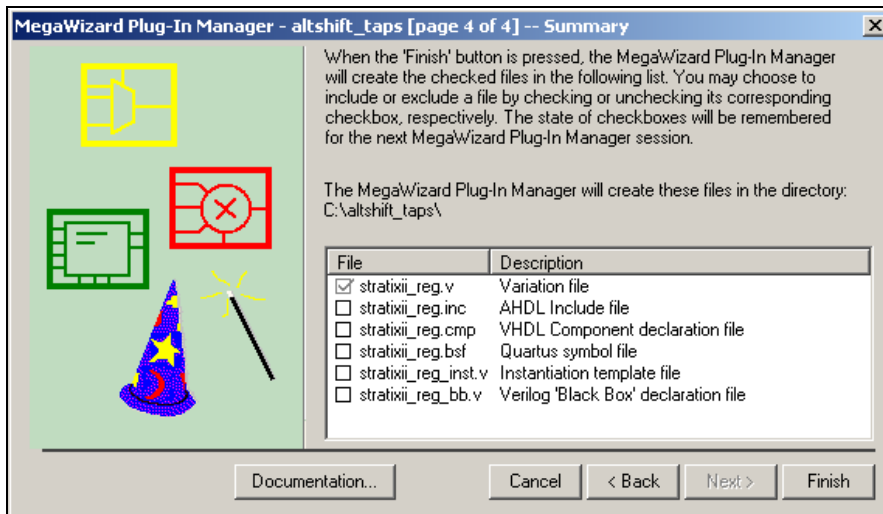 MegaWizard Plug-In Manager - altshift_taps [page 4 of 4] -- Summary
When the 'Finish' button is pressed, the MegaWizard Plug-In Manager
will create the checked files in the following list. You may choose to
include or exclude a file by checking or unchecking its corresponding
checkbox, respectively. The state of checkboxes will be remembered
for the next MegaWizard Plug-In Manager session.
The MegaWizard Plug-In Manager will create these files in the directory:
C:\altshift_taps\
File Description
stratixii_reg.v Variation file
stratixii_reg.inc AHDL Include file
stratixii_reg.cmp VHDL Component declaration file
stratixii_reg.bsf Quartus symbol file
stratixii_reg_inst.v Instantiation template file
stratixii_reg_bb.v Verilog 'Black Box' declaration file
Documentation... Cancel < Back Next > Finish